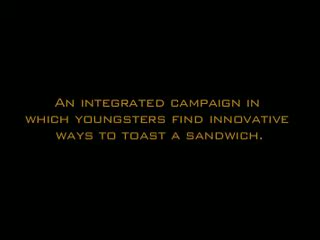 An integrated campaign in
which youngsters find innovative
ways to toast a sandwich.